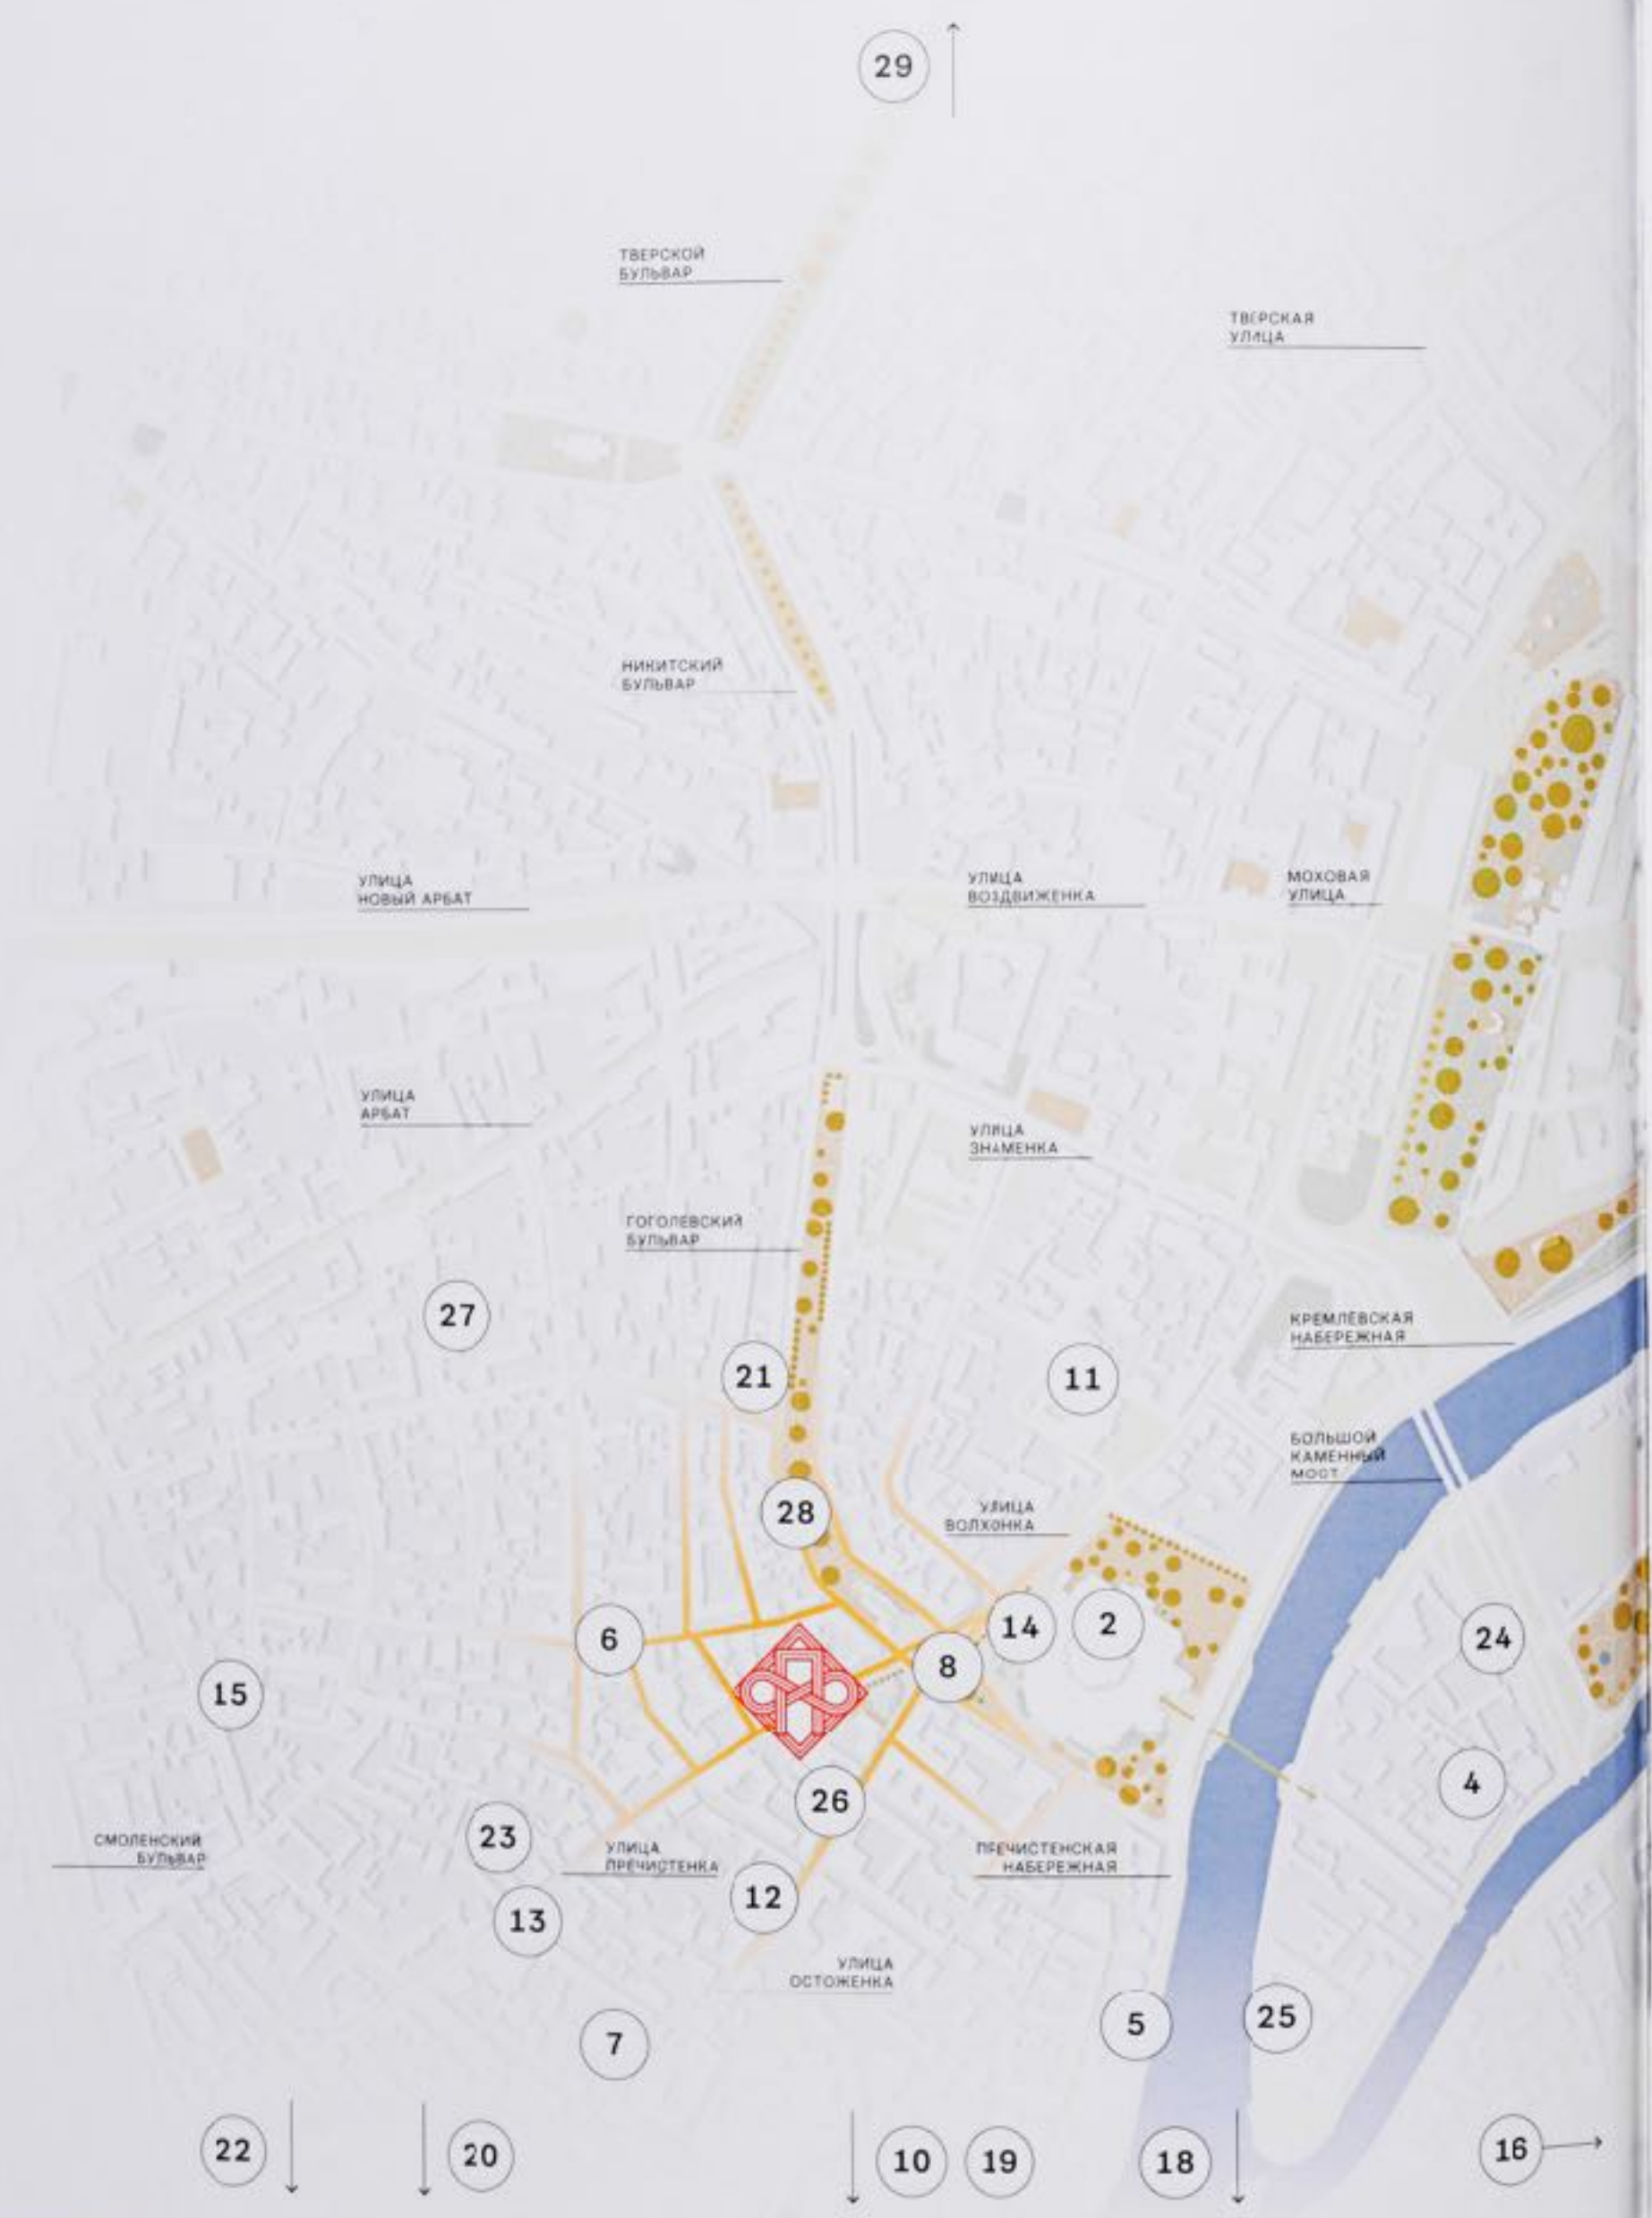 29
ТВЕРСКОЙ
БУЛЬВАР
ТВЕРСКАЯ
УЛИЦА
НИКИТСКИЙ
БУЛЬВАР
УЛИЦА
НОВЫЙ АРБАТ
УЛИЦА
ВОЗДВИЖЕНКА
МОХОВАЯ
УЛИЦА
УЛИЦА
АРБАТ
УЛИЦА
ЗНАМЕНКА
ГОГОЛЕВСКИЙ
БУЛЬВАР
27
КРЕМЛЁВСКАЯ
НАБЕРЕЖНАЯ
21
11
БОЛЬШОЙ
КАМЕННЫЙ
МОСТ
28
УЛИЦА
ВОЛХОНКА
6
14
2
24
8
15
4
26
23
СМОЛЕНСКИЙ
БУЛЬВАР
УЛИЦА
ПРЕЧИСТЕНКА
ПРЕЧИСТЕНСКАЯ
НАБЕРЕЖНАЯ
12
13
УЛИЦА
ОСТОЖЕНКА
7
5
25
22
20
10
19
18
16